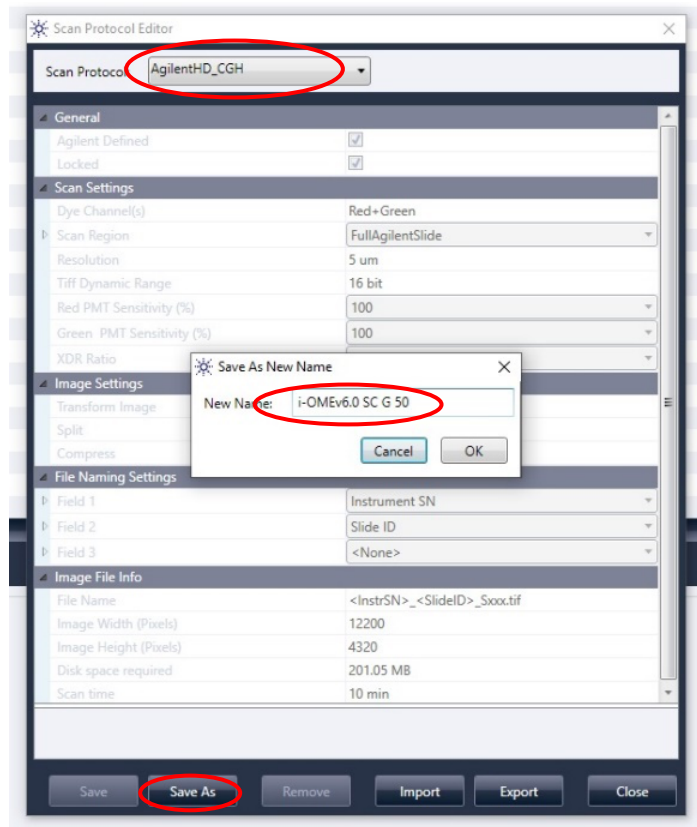 Scan Protocol Editor
Scan Protocol: AgilentHD_CGH
General
Agilent Defined
Locked
Scan Settings
Dye Channel(s) Red+Green
Scan Region FullAgilentSlide
Resolution 5 um
Tiff Dynamic Range 16 bit
Red PMT Sensitivity (%) 100
Green PMT Sensitivity (%) 100
XDR Ratio
Save As New Name
Image Settings
Transform Image
New Name: i-OMEv6.0 SC G 50
Split
Compress
Cancel OK
File Naming Settings
Field 1 Instrument SN
Field 2 Slide ID
Field 3 <None>
Image File Info
File Name <InstrSN>_<SlideID>_Sxxx.tif
Image Width (Pixels) 12200
Image Height (Pixels) 4320
Disk space required 201.05 MB
Scan time 10 min
Save Save As Remove Import Export Close